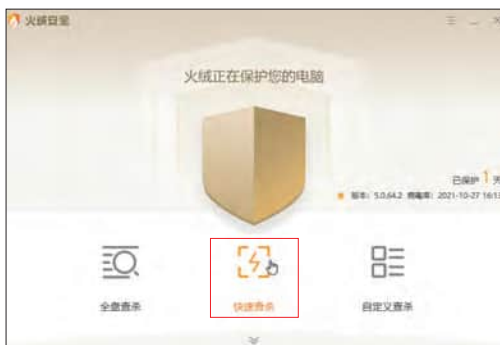 火绒安全
火绒正在保护您的电脑
已保护 1 天
版本：5.0.64.2 病毒库：2021-10-27 16:13
全盘查杀
快速查杀
自定义查杀